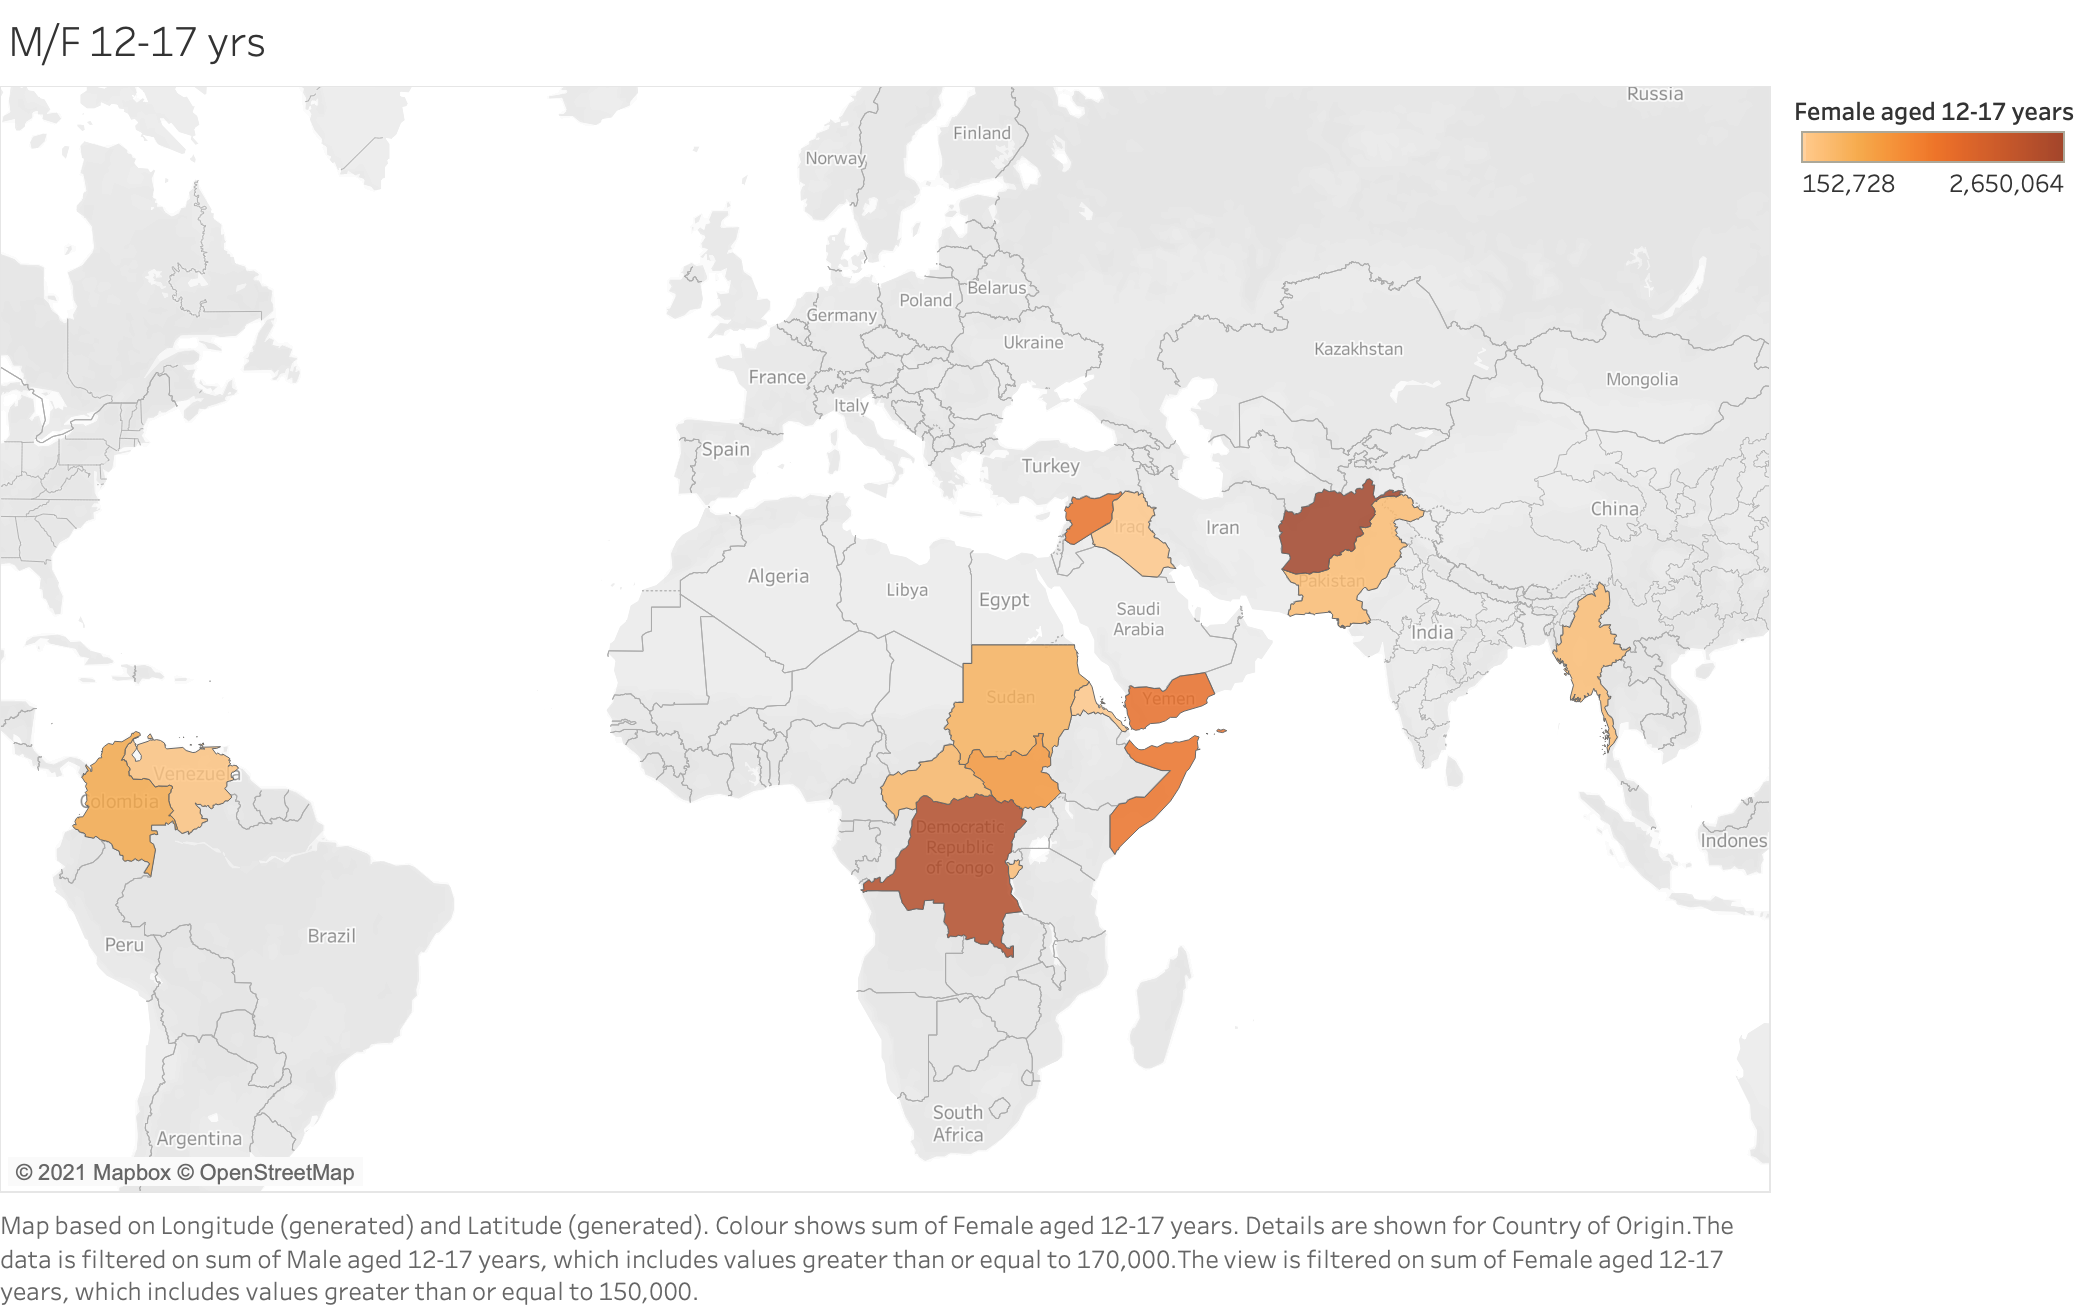 M/F 12-17 yrs
Russia
Female aged 12-17 years
152,728 2,650,064
Finland
Norway
Belarus
Poland
Germany
Ukraine
Kazakhstan
France
Mongolia
Italy
Spain
Turkey
China
Iraq
Iran
Algeria
Pakistan
Libya
Egypt
Saudi
Arabia
India
Sudan
Yemen
Venezuela
Colombia
Democratic
Republic
of Congo
Indones
Brazil
Peru
South
Africa
Argentina
© 2021 Mapbox © OpenStreetMap
Map based on Longitude (generated) and Latitude (generated). Colour shows sum of Female aged 12-17 years. Details are shown for Country of Origin.The
data is filtered on sum of Male aged 12-17 years, which includes values greater than or equal to 170,000.The view is filtered on sum of Female aged 12-17
years, which includes values greater than or equal to 150,000.